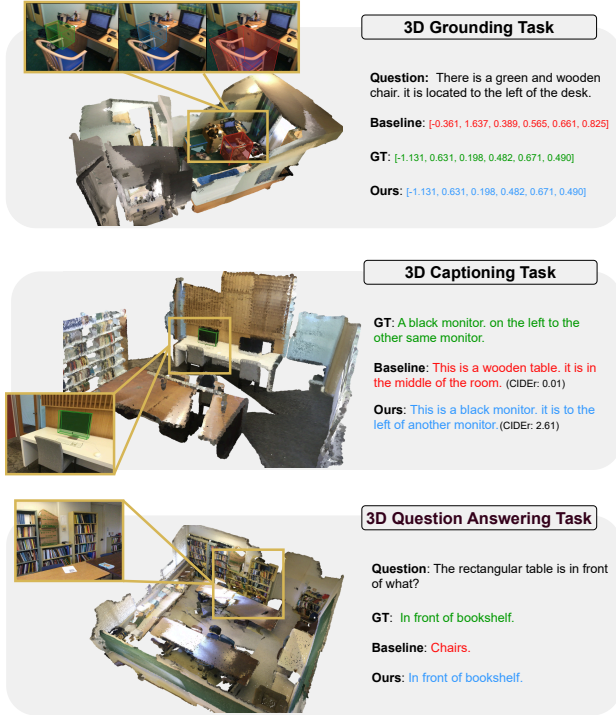 3D Grounding Task
Question: There is a green and wooden
chair. it is located to the left of the desk.
Baseline: [-0.361, 1.637, 0.389, 0.565, 0.661, 0.825]
GT: [-1.131, 0.631, 0.198, 0.482, 0.671, 0.490]
Ours: [-1.131, 0.631, 0.198, 0.482, 0.671, 0.490]
3D Captioning Task
GT: A black monitor. on the left to the
other same monitor.
Baseline: This is a wooden table. it is in
the middle of the room. (CIDEr: 0.01)
Ours: This is a black monitor. it is to the
left of another monitor.(CIDEr: 2.61)
3D Question Answering Task
Question: The rectangular table is in front
of what?
GT: In front of bookshelf.
Baseline: Chairs.
Ours: In front of bookshelf.